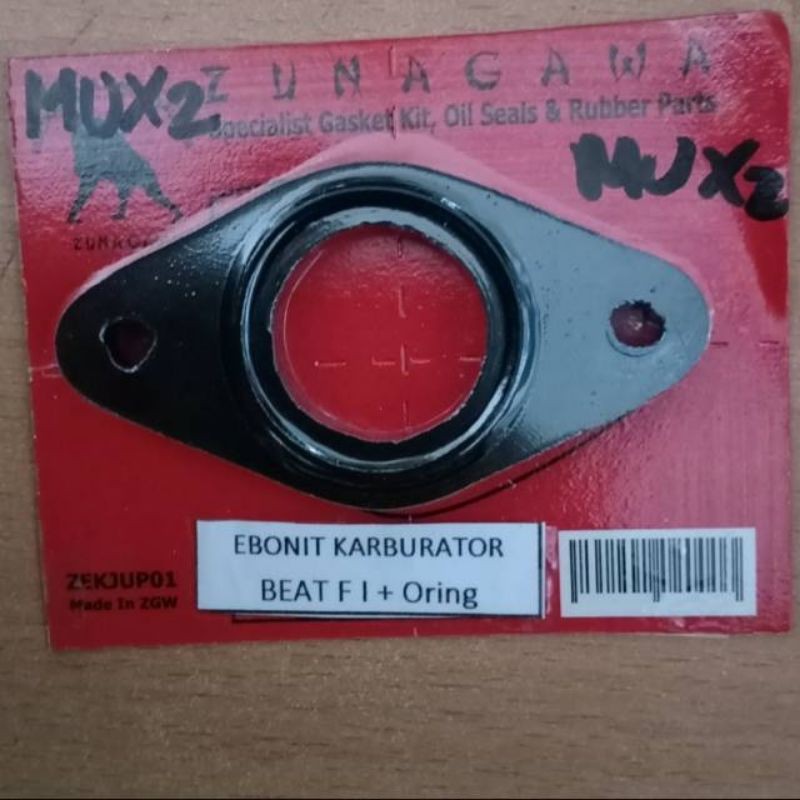 MUX2
ZUNAGAWA
Specialist Gasket Kit, Oil Seals & Rubber Parts
MUX2
EBONIT KARBURATOR
BEAT F I + Oring
ZEKJUP01
Made In ZGW